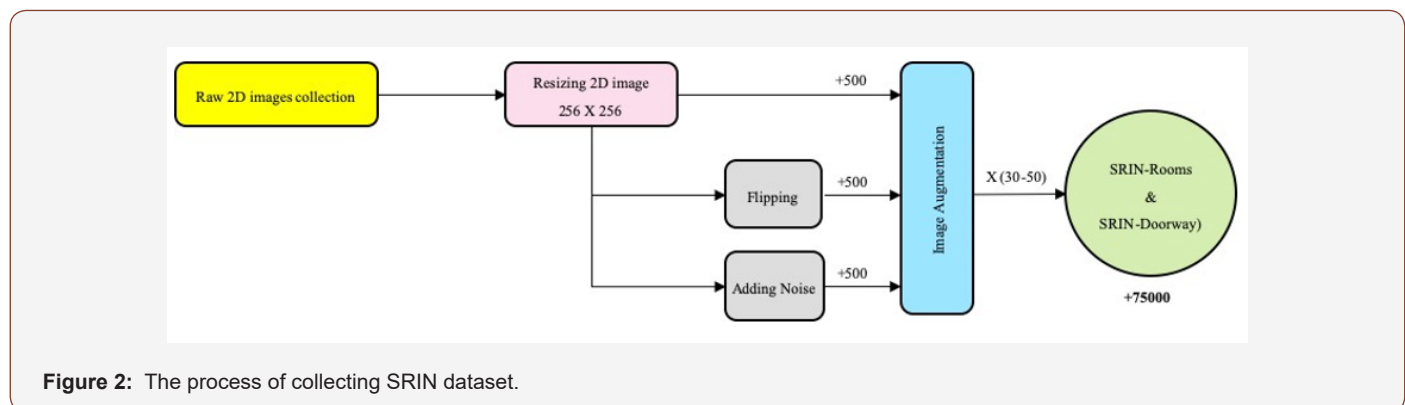 Raw 2D images collection
Resizing 2D image
256 X 256
+500
Flipping
+500
Adding Noise
+500
Image Augmentation
X (30-50)
SRIN-Rooms
&
SRIN-Doorway)
+75000
Figure 2: The process of collecting SRIN dataset.